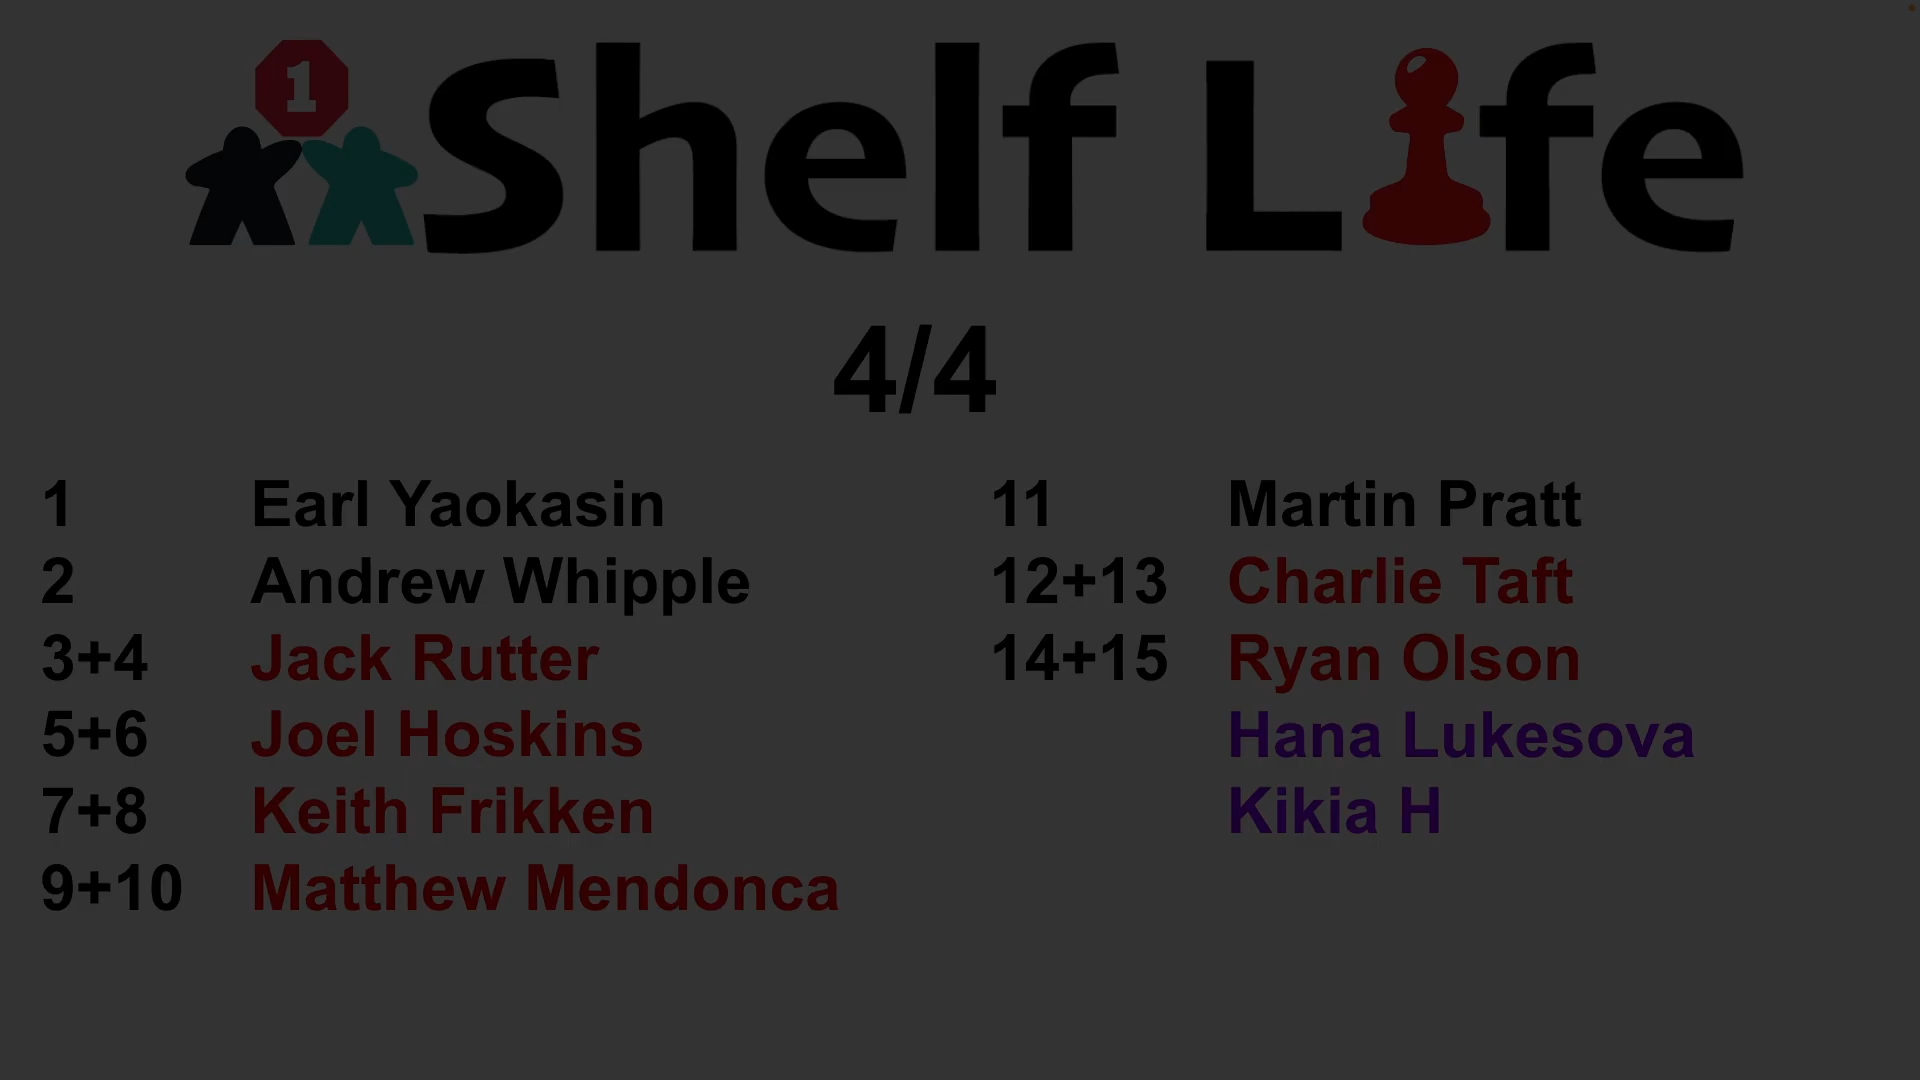 1
Shelf Life
4/4
1 Earl Yaokasin
2 Andrew Whipple
3+4 Jack Rutter
5+6 Joel Hoskins
7+8 Keith Frikken
9+10 Matthew Mendonca
11 Martin Pratt
12+13 Charlie Taft
14+15 Ryan Olson
Hana Lukesova
Kikia H